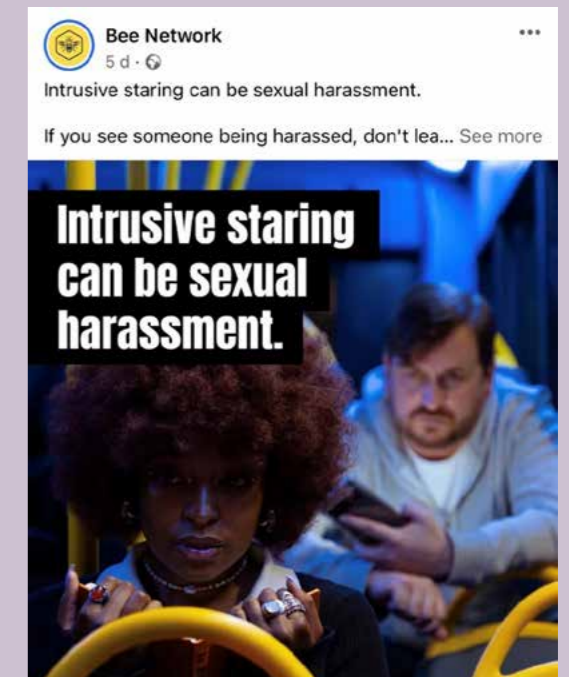 Bee Network
5 d ·
Intrusive staring can be sexual harassment.
If you see someone being harassed, don't lea... See more
Intrusive staring
can be sexual
harassment.